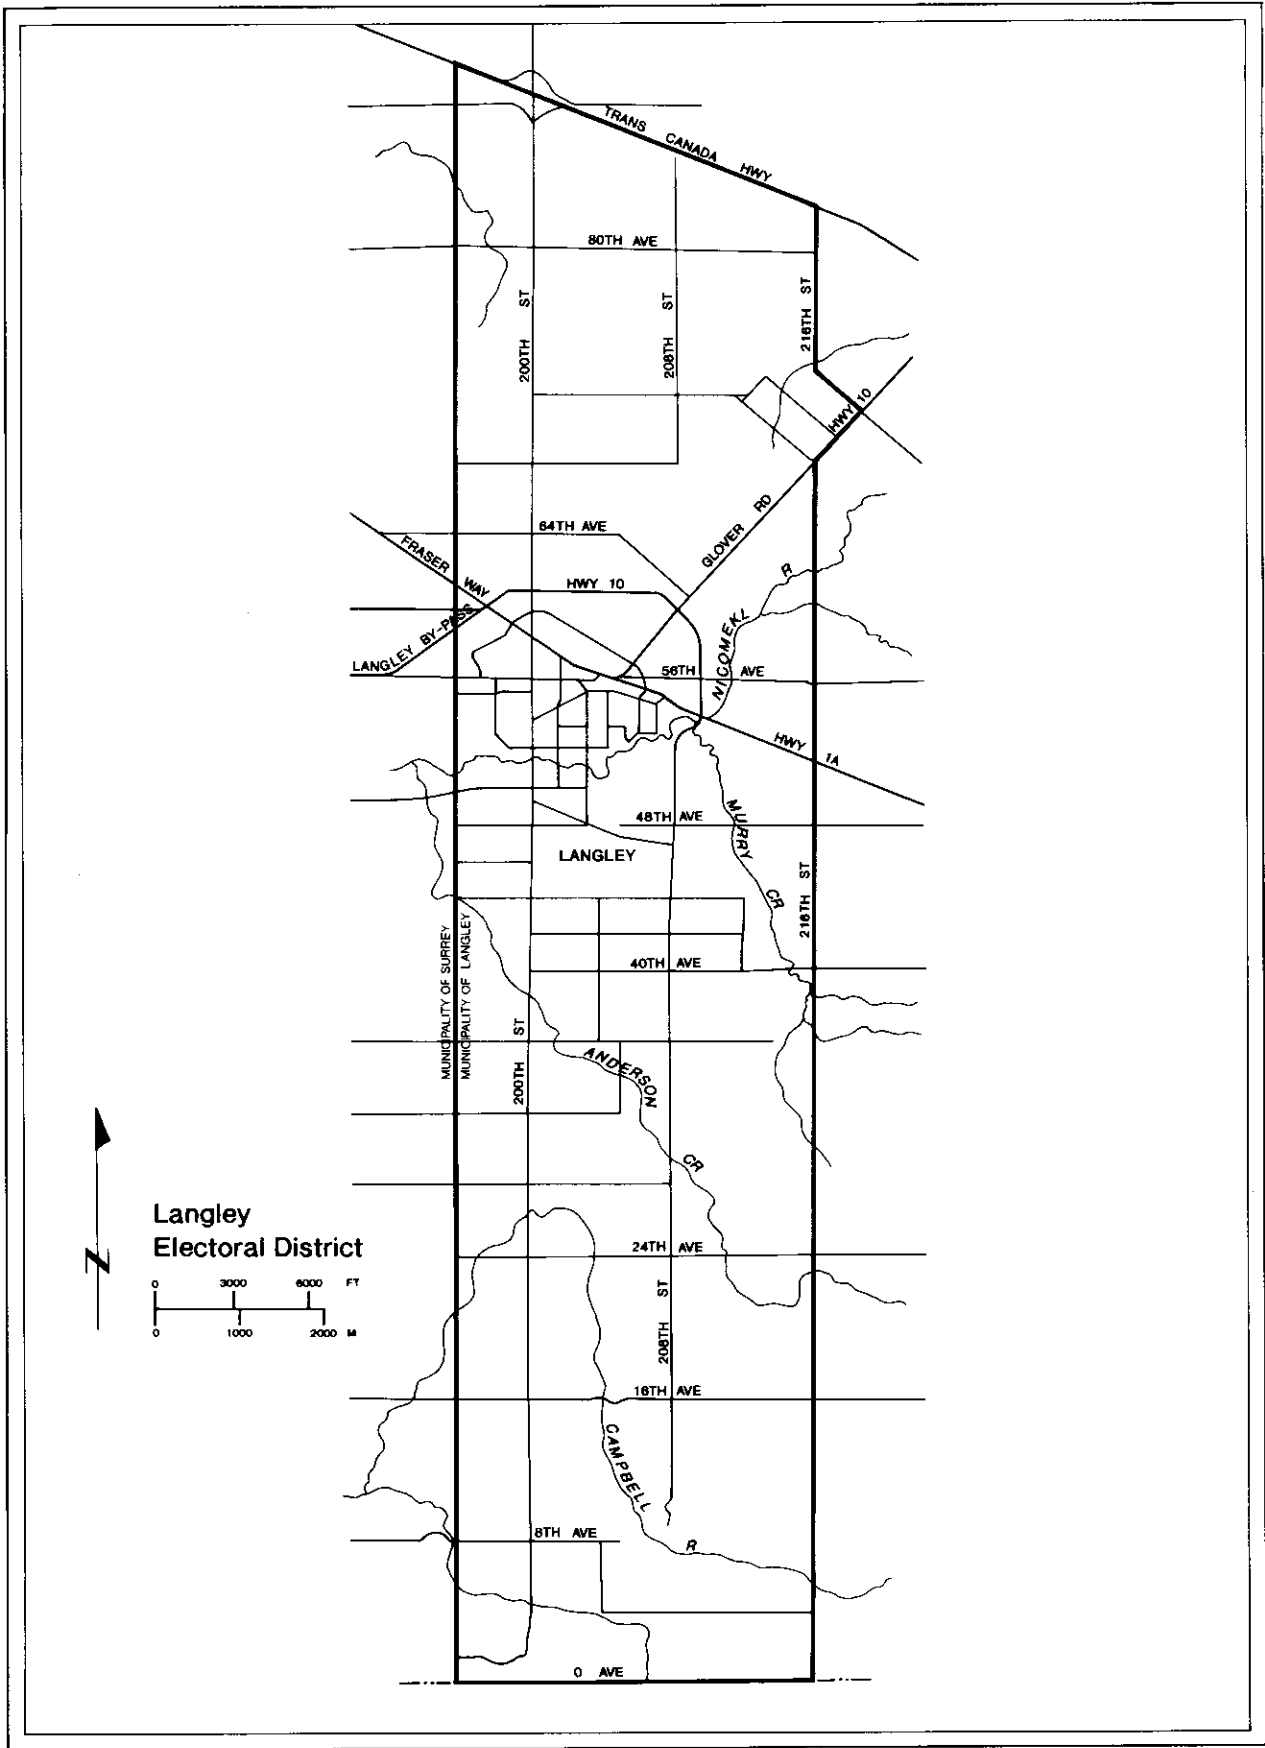 TRANS CANADA HWY
80TH AVE
200TH ST
208TH ST
216TH ST
HWY 10
64TH AVE
GLOVER RD
FRASER WAY
HWY 10
LANGLEY BY-PASS
NICOMEKL R
56TH AVE
HWY 1A
MURRY CR
48TH AVE
LANGLEY
216TH ST
MUNICIPALITY OF SURREY
MUNICIPALITY OF LANGLEY
40TH AVE
200TH ST
ANDERSON CR
Langley
Electoral District
0 3000 6000 FT
0 1000 2000 M
N
24TH AVE
208TH ST
16TH AVE
CAMPBELL R
8TH AVE
0 AVE